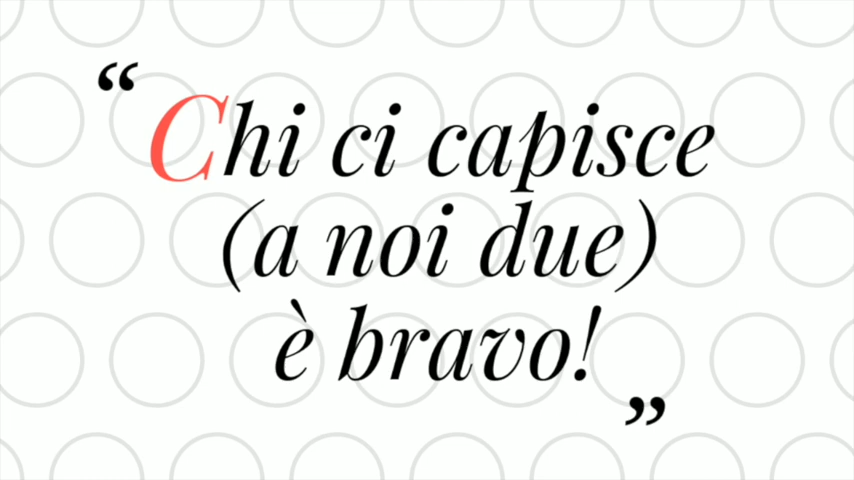 “Chi ci capisce
(a noi due)
è bravo!”